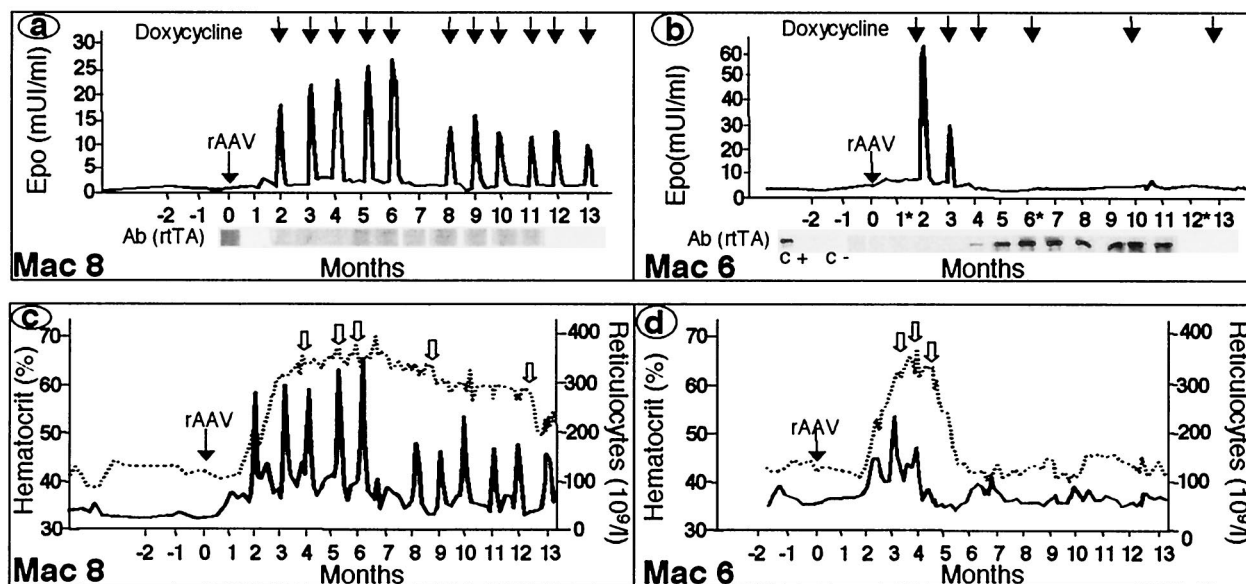 a
Doxycycline
Epo (mUI/ml)
30
25
20
15
10
5
0
rAAV
-2 -1 0 1 2 3 4 5 6 7 8 9 10 11 12 13
Ab (rtTA)
Mac 8
Months
b
Doxycycline
Epo(mUI/ml)
60
50
40
30
20
10
0
rAAV
-2 -1 0 1* 2 3 4 5 6* 7 8 9 10 11 12* 13
Ab (rtTA)
C + C -
Mac 6
Months
c
Hematocrit (%)
70
60
50
40
30
rAAV
400
300
200
100
0
Reticulocytes (10⁹/l)
-2 -1 0 1 2 3 4 5 6 7 8 9 10 11 12 13
Mac 8
Months
d
Hematocrit (%)
70
60
50
40
30
rAAV
400
300
200
100
0
Reticulocytes (10⁹/l)
-2 -1 0 1 2 3 4 5 6 7 8 9 10 11 12 13
Mac 6
Months